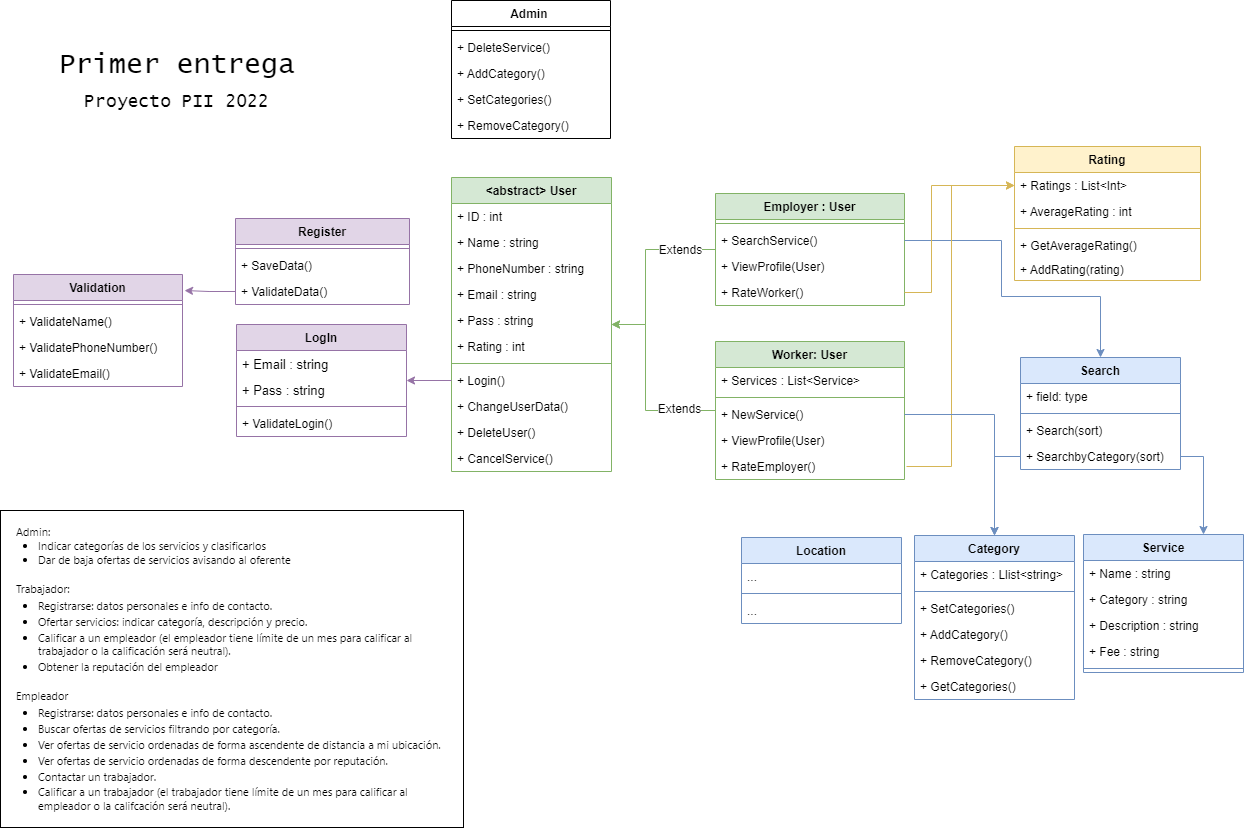 Primer entrega
Proyecto PII 2022
Admin
+ DeleteService()
+ AddCategory()
+ SetCategories()
+ RemoveCategory()
Validation
+ ValidateName()
+ ValidatePhoneNumber()
+ ValidateEmail()
Register
+ SaveData()
+ ValidateData()
LogIn
+ Email : string
+ Pass : string
+ ValidateLogin()
<abstract> User
+ ID : int
+ Name : string
+ PhoneNumber : string
+ Email : string
+ Pass : string
+ Rating : int
+ Login()
+ ChangeUserData()
+ DeleteUser()
+ CancelService()
Extends
Extends
Employer : User
+ SearchService()
+ ViewProfile(User)
+ RateWorker()
Worker: User
+ Services : List<Service>
+ NewService()
+ ViewProfile(User)
+ RateEmployer()
Rating
+ Ratings : List<Int>
+ AverageRating : int
+ GetAverageRating()
+ AddRating(rating)
Search
+ field: type
+ Search(sort)
+ SearchbyCategory(sort)
Location
...
...
Category
+ Categories : Llist<string>
+ SetCategories()
+ AddCategory()
+ RemoveCategory()
+ GetCategories()
Service
+ Name : string
+ Category : string
+ Description : string
+ Fee : string
Admin:
• Indicar categorías de los servicios y clasificarlos
• Dar de baja ofertas de servicios avisando al oferente
Trabajador:
• Registrarse: datos personales e info de contacto.
• Ofertar servicios: indicar categoría, descripción y precio.
• Calificar a un empleador (el empleador tiene límite de un mes para calificar al
trabajador o la calificación será neutral).
• Obtener la reputación del empleador
Empleador
• Registrarse: datos personales e info de contacto.
• Buscar ofertas de servicios filtrando por categoría.
• Ver ofertas de servicio ordenadas de forma ascendente de distancia a mi ubicación.
• Ver ofertas de servicio ordenadas de forma descendente por reputación.
• Contactar un trabajador.
• Calificar a un trabajador (el trabajador tiene límite de un mes para calificar al
empleador o la califcación será neutral).